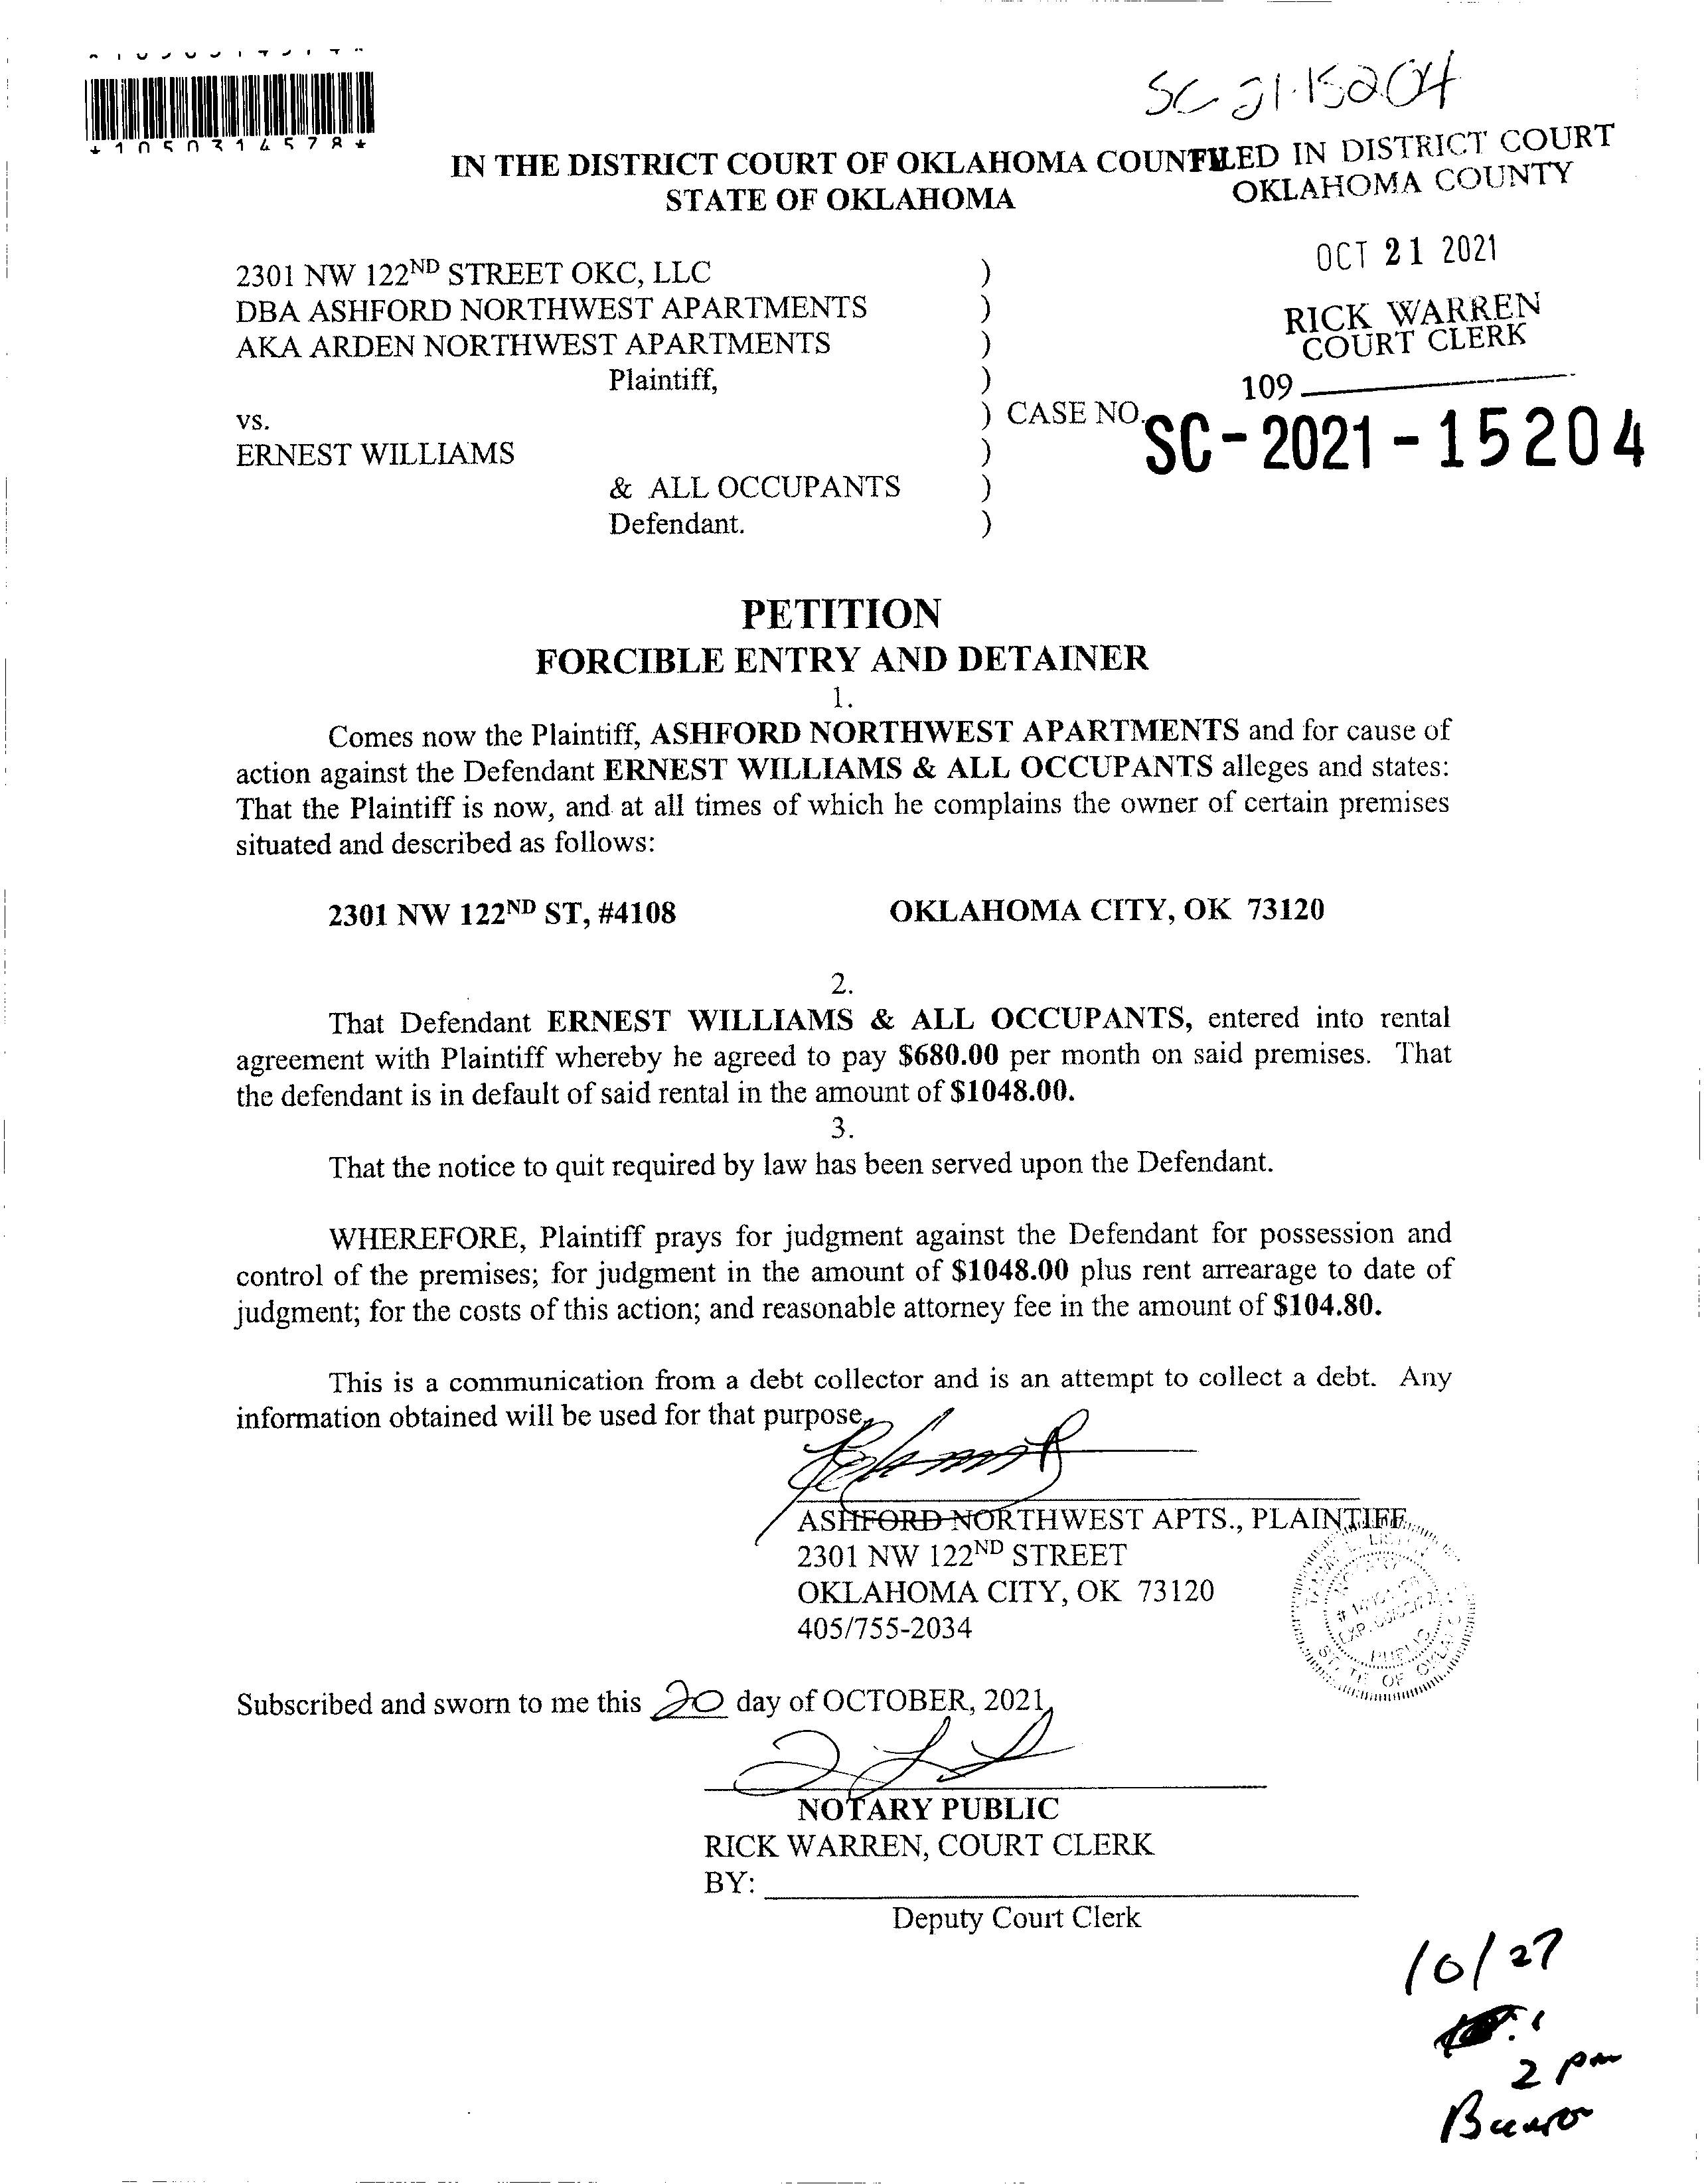 SC 21-15204
*10503 14578*
IN THE DISTRICT COURT OF OKLAHOMA COUN
STATE OF OKLAHOMA
FILED IN DISTRICT COURT
OKLAHOMA COUNTY
OCT 21 2021
RICK WARREN
COURT CLERK
109
2301 NW 122ND STREET OKC, LLC )
DBA ASHFORD NORTHWEST APARTMENTS )
AKA ARDEN NORTHWEST APARTMENTS )
Plaintiff, )
vs. ) CASE NO. SC-2021-15204
ERNEST WILLIAMS )
& ALL OCCUPANTS )
Defendant. )
PETITION
FORCIBLE ENTRY AND DETAINER
1.
Comes now the Plaintiff, ASHFORD NORTHWEST APARTMENTS and for cause of
action against the Defendant ERNEST WILLIAMS & ALL OCCUPANTS alleges and states:
That the Plaintiff is now, and at all times of which he complains the owner of certain premises
situated and described as follows:
2301 NW 122ND ST, #4108 OKLAHOMA CITY, OK 73120
2.
That Defendant ERNEST WILLIAMS & ALL OCCUPANTS, entered into rental
agreement with Plaintiff whereby he agreed to pay $680.00 per month on said premises. That
the defendant is in default of said rental in the amount of $1048.00.
3.
That the notice to quit required by law has been served upon the Defendant.
WHEREFORE, Plaintiff prays for judgment against the Defendant for possession and
control of the premises; for judgment in the amount of $1048.00 plus rent arrearage to date of
judgment; for the costs of this action; and reasonable attorney fee in the amount of $104.80.
This is a communication from a debt collector and is an attempt to collect a debt. Any
information obtained will be used for that purpose.
ASHFORD NORTHWEST APTS., PLAINTIFF
2301 NW 122ND STREET
OKLAHOMA CITY, OK 73120
405/755-2034
PUBLIC
OF
Subscribed and sworn to me this 20 day of OCTOBER, 2021,
NOTARY PUBLIC
RICK WARREN, COURT CLERK
BY:
Deputy Court Clerk
10/27
2 pm